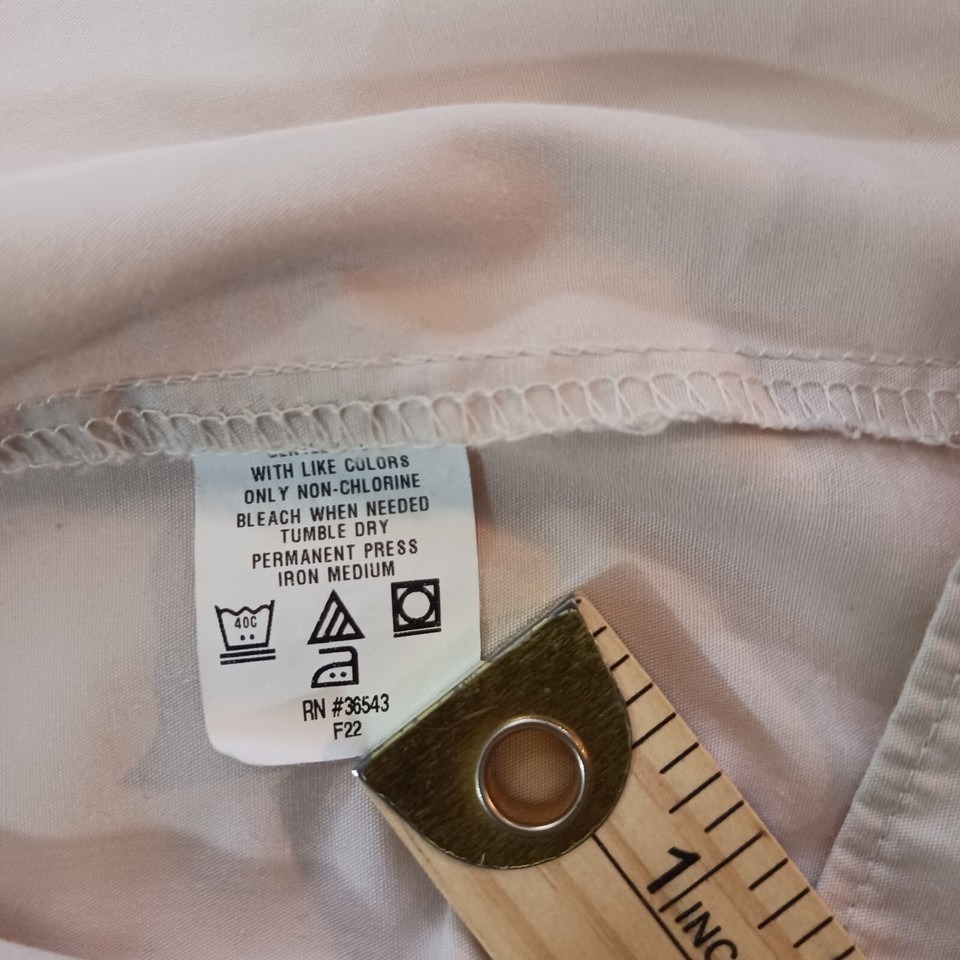 WITH LIKE COLORS
ONLY NON-CHLORINE
BLEACH WHEN NEEDED
TUMBLE DRY
PERMANENT PRESS
IRON MEDIUM
40C
RN #36543
F22
1
INC